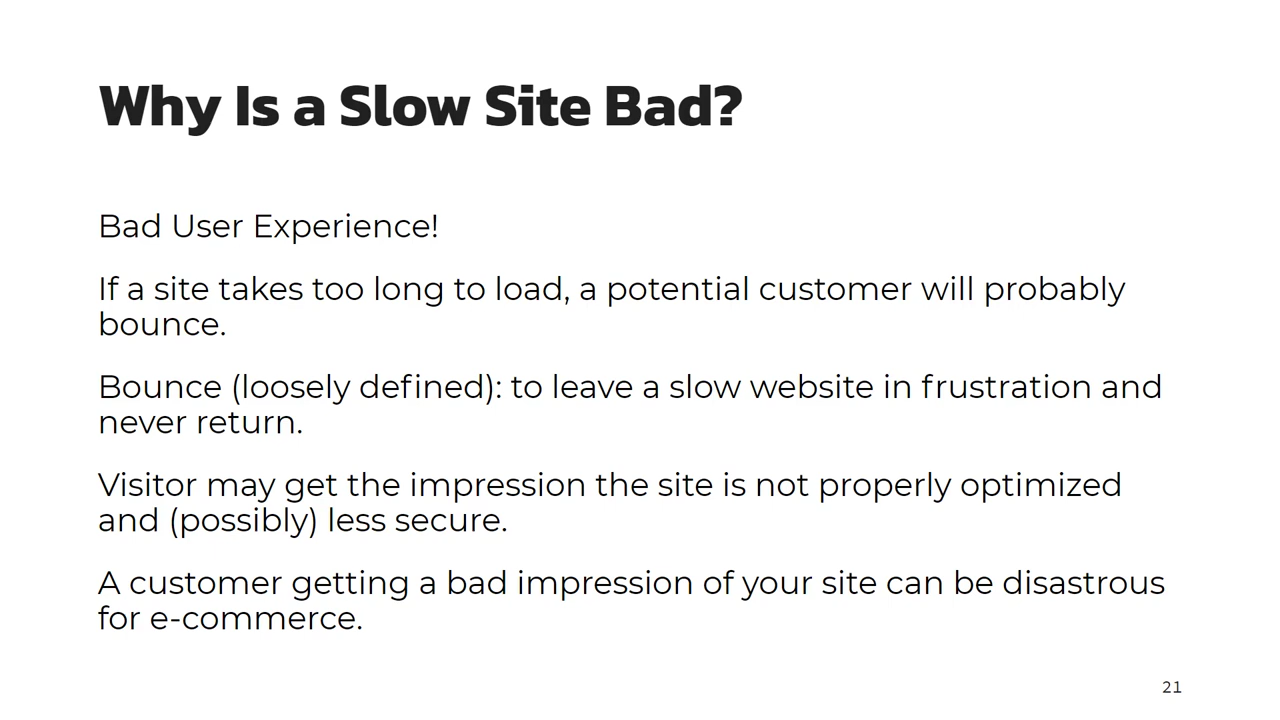 Why Is a Slow Site Bad?
Bad User Experience!
If a site takes too long to load, a potential customer will probably
bounce.
Bounce (loosely defined): to leave a slow website in frustration and
never return.
Visitor may get the impression the site is not properly optimized
and (possibly) less secure.
A customer getting a bad impression of your site can be disastrous
for e-commerce.
21